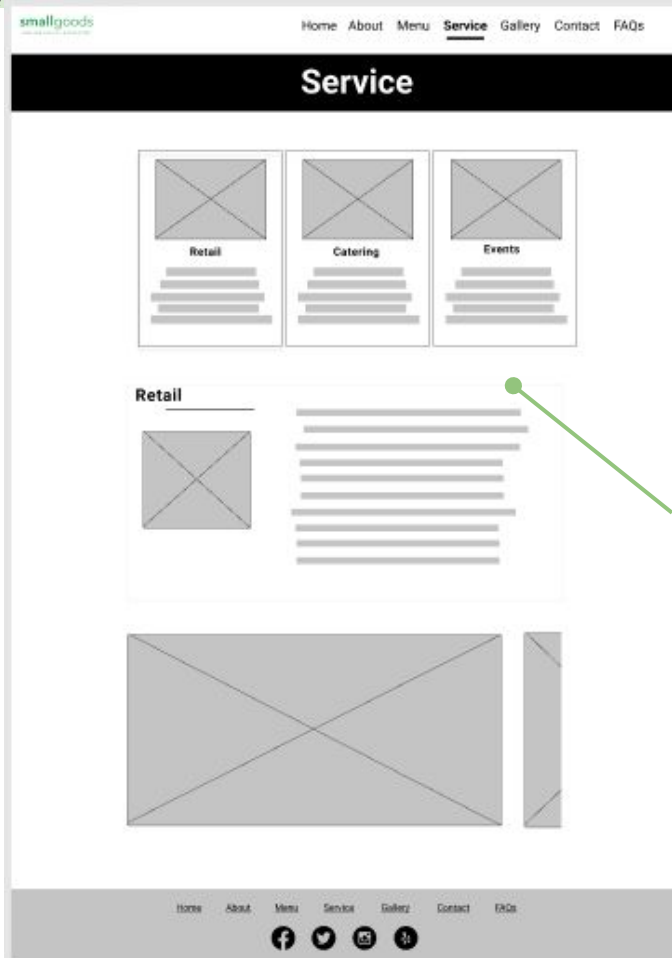 smallgoods
Home About Menu Service Gallery Contact FAQs
Service
Retail Catering Events
Retail
Home About Menu Service Gallery Contact FAQs